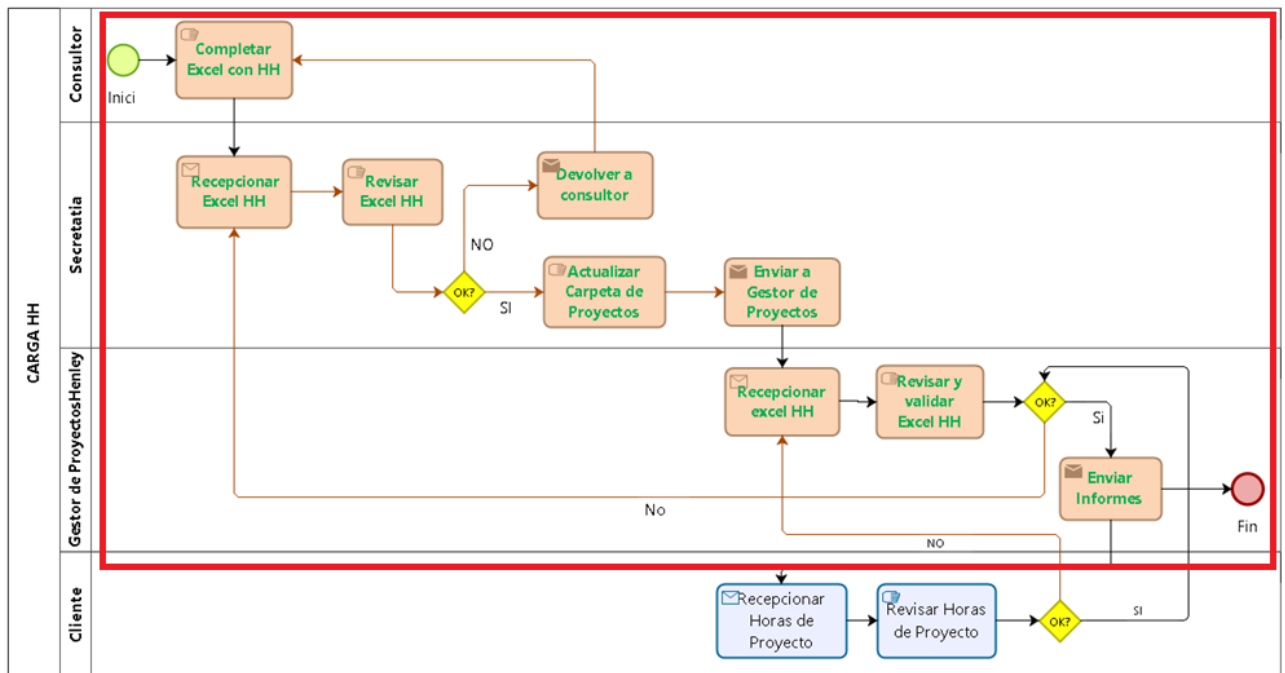 CARGA HH
Consultor
Inici
Completar
Excel con HH
Secretatia
Recepcionar
Excel HH
Revisar
Excel HH
OK?
NO
SI
Devolver a
consultor
Actualizar
Carpeta de
Proyectos
Enviar a
Gestor de
Proyectos
Gestor de ProyectosHenley
Recepcionar
excel HH
Revisar y
validar
Excel HH
OK?
Si
No
Enviar
Informes
Fin
NO
Cliente
Recepcionar
Horas de
Proyecto
Revisar Horas
de Proyecto
OK?
SI